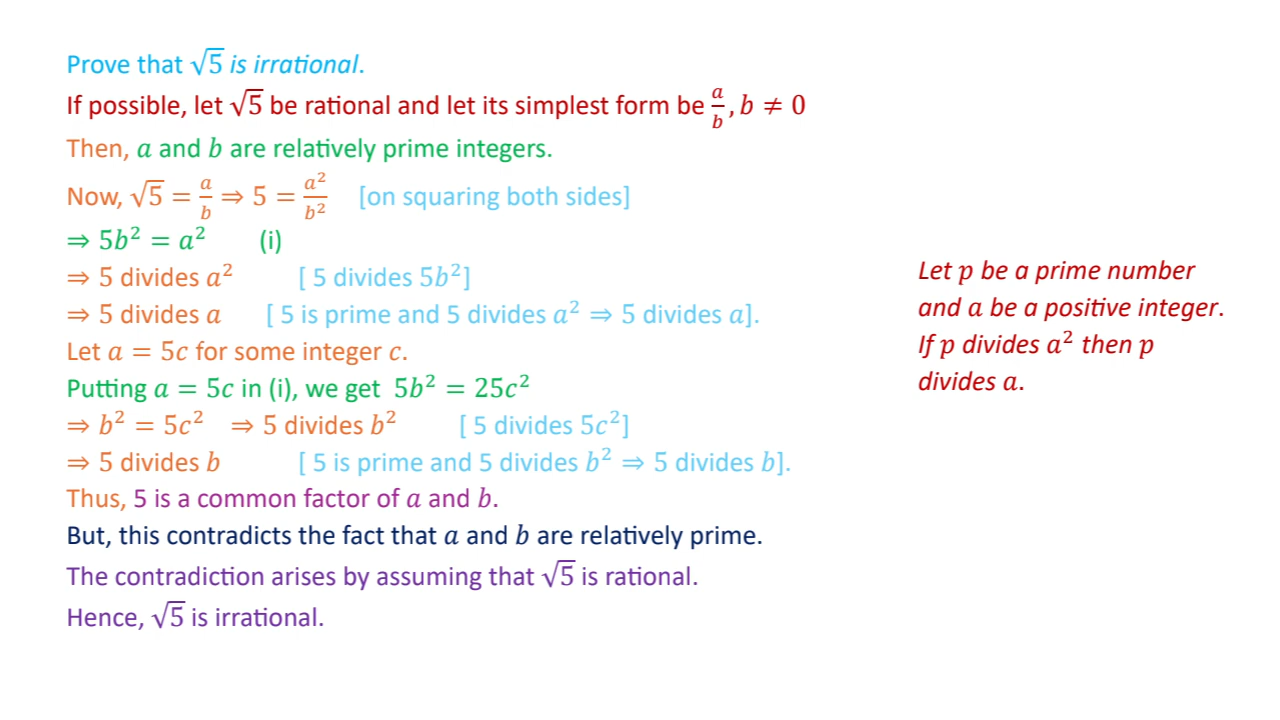 Prove that √5 is irrational.
If possible, let √5 be rational and let its simplest form be a/b, b ≠ 0
Then, a and b are relatively prime integers.
Now, √5 = a/b ⇒ 5 = a²/b² [on squaring both sides]
⇒ 5b² = a² (i)
⇒ 5 divides a² [ 5 divides 5b²]
⇒ 5 divides a [ 5 is prime and 5 divides a² ⇒ 5 divides a].
Let a = 5c for some integer c.
Putting a = 5c in (i), we get 5b² = 25c²
⇒ b² = 5c² ⇒ 5 divides b² [ 5 divides 5c²]
⇒ 5 divides b [ 5 is prime and 5 divides b² ⇒ 5 divides b].
Thus, 5 is a common factor of a and b.
But, this contradicts the fact that a and b are relatively prime.
The contradiction arises by assuming that √5 is rational.
Hence, √5 is irrational.
Let p be a prime number
and a be a positive integer.
If p divides a² then p
divides a.